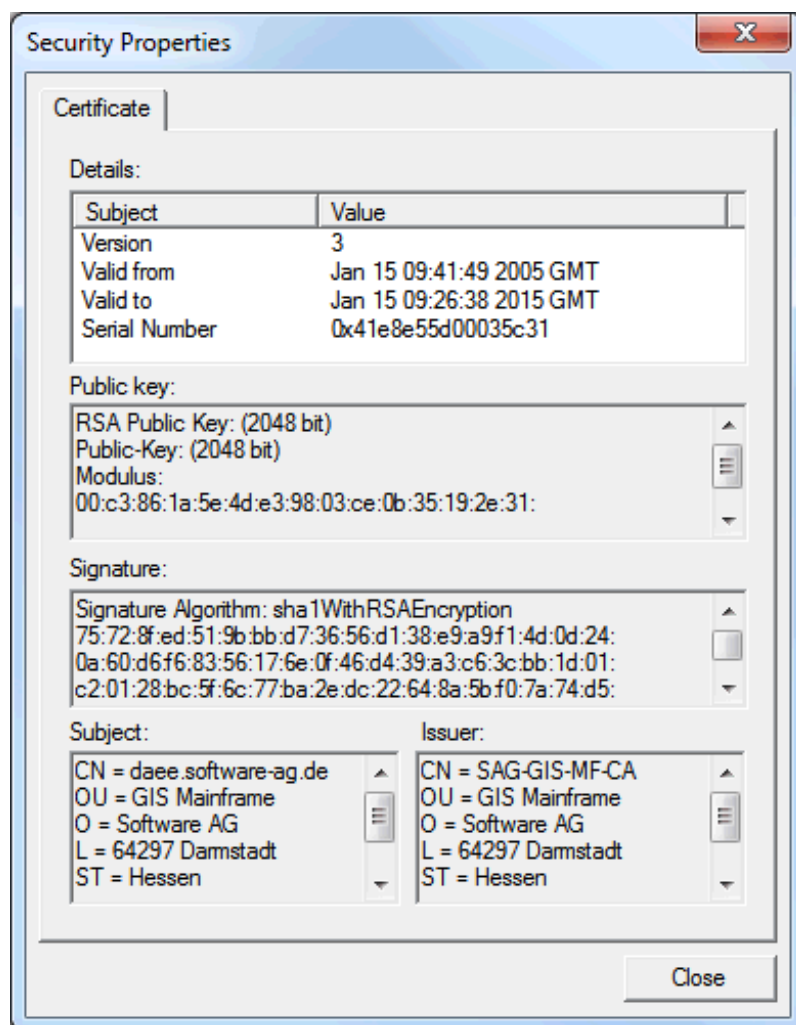 Security Properties
Certificate
Details:
Subject Value
Version 3
Valid from Jan 15 09:41:49 2005 GMT
Valid to Jan 15 09:26:38 2015 GMT
Serial Number 0x41e8e55d00035c31
Public key:
RSA Public Key: (2048 bit)
Public-Key: (2048 bit)
Modulus:
00:c3:86:1a:5e:4d:e3:98:03:ce:0b:35:19:2e:31:
Signature:
Signature Algorithm: sha1WithRSAEncryption
75:72:8f:ed:51:9b:bb:d7:36:56:d1:38:e9:a9:f1:4d:0d:24:
0a:60:d6:f6:83:56:17:6e:0f:46:d4:39:a3:c6:3c:bb:1d:01:
c2:01:28:bc:5f:6c:77:ba:2e:dc:22:64:8a:5b:f0:7a:74:d5:
Subject:
CN = daee.software-ag.de
OU = GIS Mainframe
O = Software AG
L = 64297 Darmstadt
ST = Hessen
Issuer:
CN = SAG-GIS-MF-CA
OU = GIS Mainframe
O = Software AG
L = 64297 Darmstadt
ST = Hessen
Close